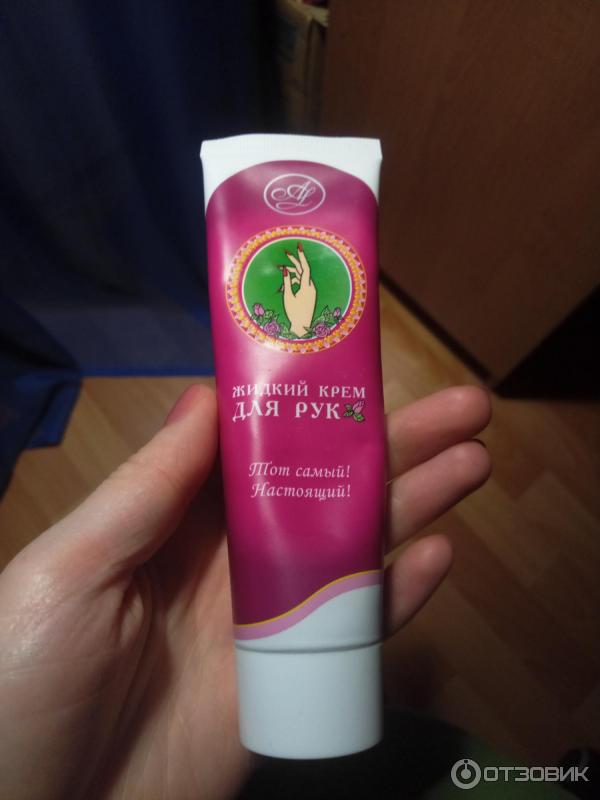 ЖИДКИЙ КРЕМ
ДЛЯ РУК
Тот самый!
Настоящий!
ОТЗОВИК